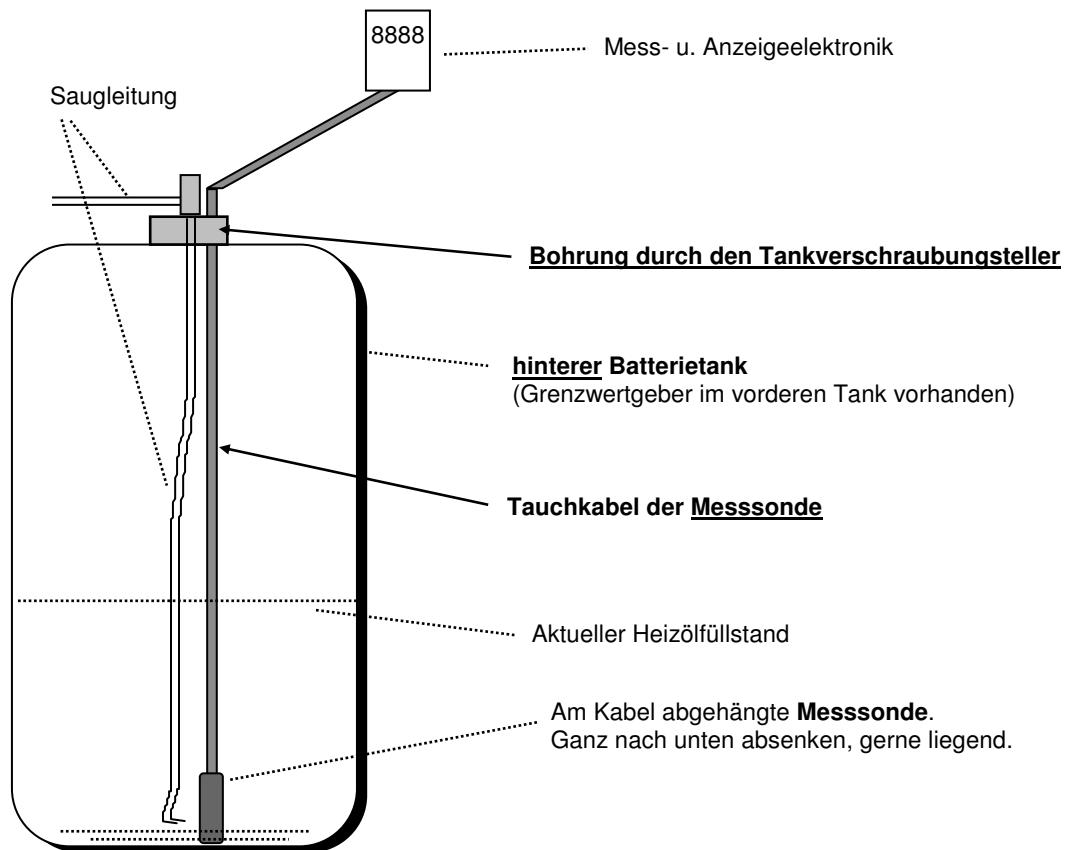 8888
Mess- u. Anzeigeelektronik
Saugleitung
Bohrung durch den Tankverschraubungsteller
hinterer Batterietank
(Grenzwertgeber im vorderen Tank vorhanden)
Tauchkabel der Messsonde
Aktueller Heizölfüllstand
Am Kabel abgehängte Messsonde.
Ganz nach unten absenken, gerne liegend.